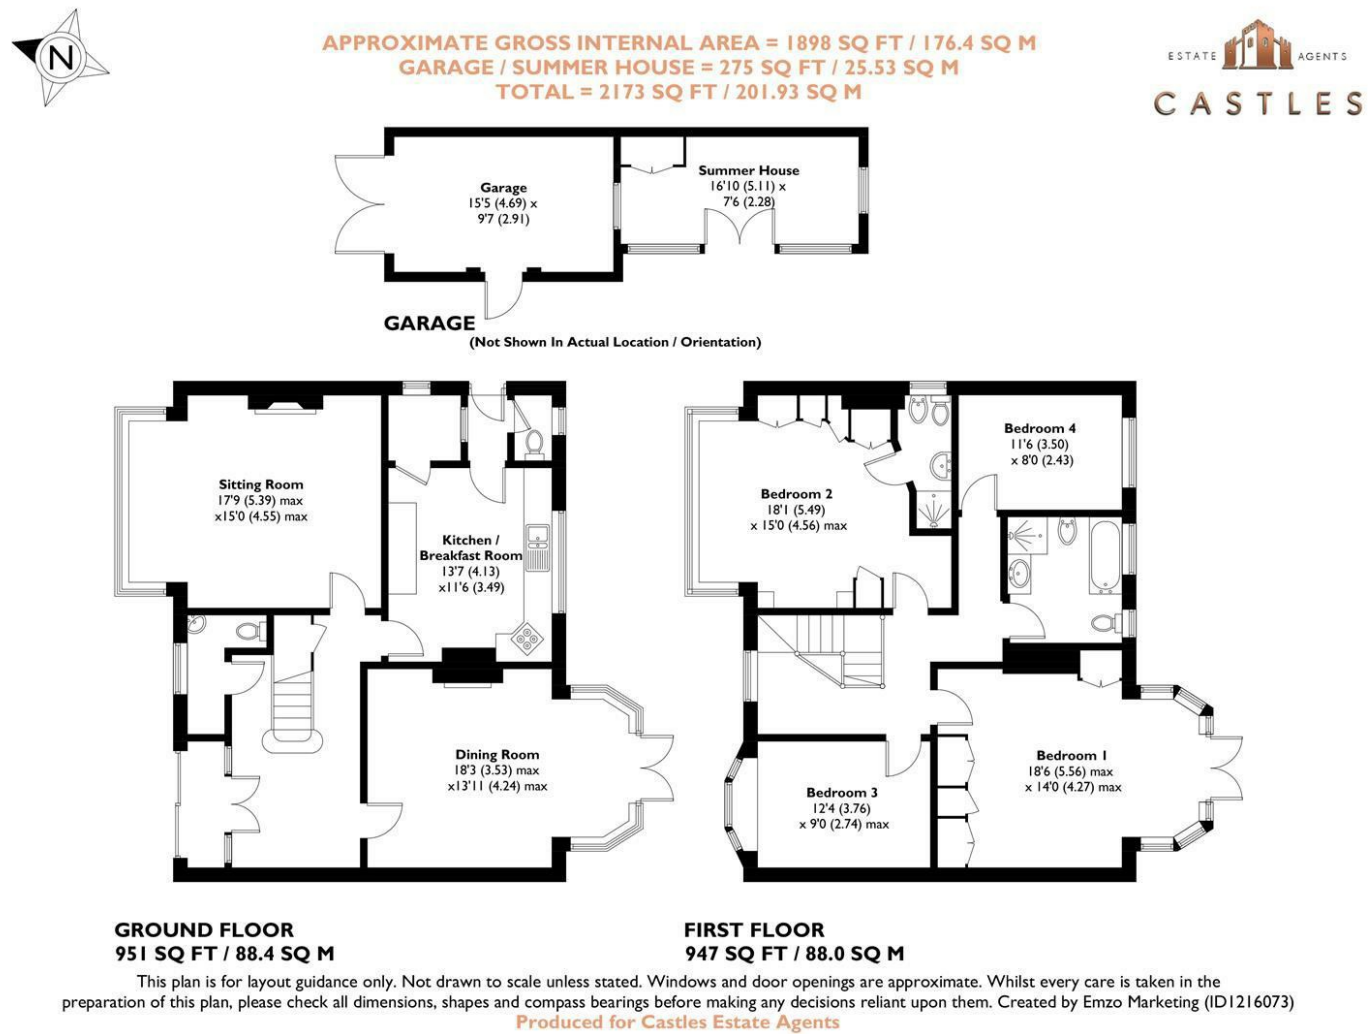 N
APPROXIMATE GROSS INTERNAL AREA = 1898 SQ FT / 176.4 SQ M
GARAGE / SUMMER HOUSE = 275 SQ FT / 25.53 SQ M
TOTAL = 2173 SQ FT / 201.93 SQ M
ESTATE AGENTS
CASTLES
Garage
15'5 (4.69) x
9'7 (2.91)
Summer House
16'10 (5.11) x
7'6 (2.28)
GARAGE
(Not Shown In Actual Location / Orientation)
Sitting Room
17'9 (5.39) max
x15'0 (4.55) max
Kitchen /
Breakfast Room
13'7 (4.13)
x11'6 (3.49)
Dining Room
18'3 (3.53) max
x13'11 (4.24) max
Bedroom 2
18'1 (5.49)
x 15'0 (4.56) max
Bedroom 4
11'6 (3.50)
x 8'0 (2.43)
Bedroom 3
12'4 (3.76)
x 9'0 (2.74) max
Bedroom 1
18'6 (5.56) max
x 14'0 (4.27) max
GROUND FLOOR
951 SQ FT / 88.4 SQ M
FIRST FLOOR
947 SQ FT / 88.0 SQ M
This plan is for layout guidance only. Not drawn to scale unless stated. Windows and door openings are approximate. Whilst every care is taken in the
preparation of this plan, please check all dimensions, shapes and compass bearings before making any decisions reliant upon them. Created by Emzo Marketing (ID1216073)
Produced for Castles Estate Agents